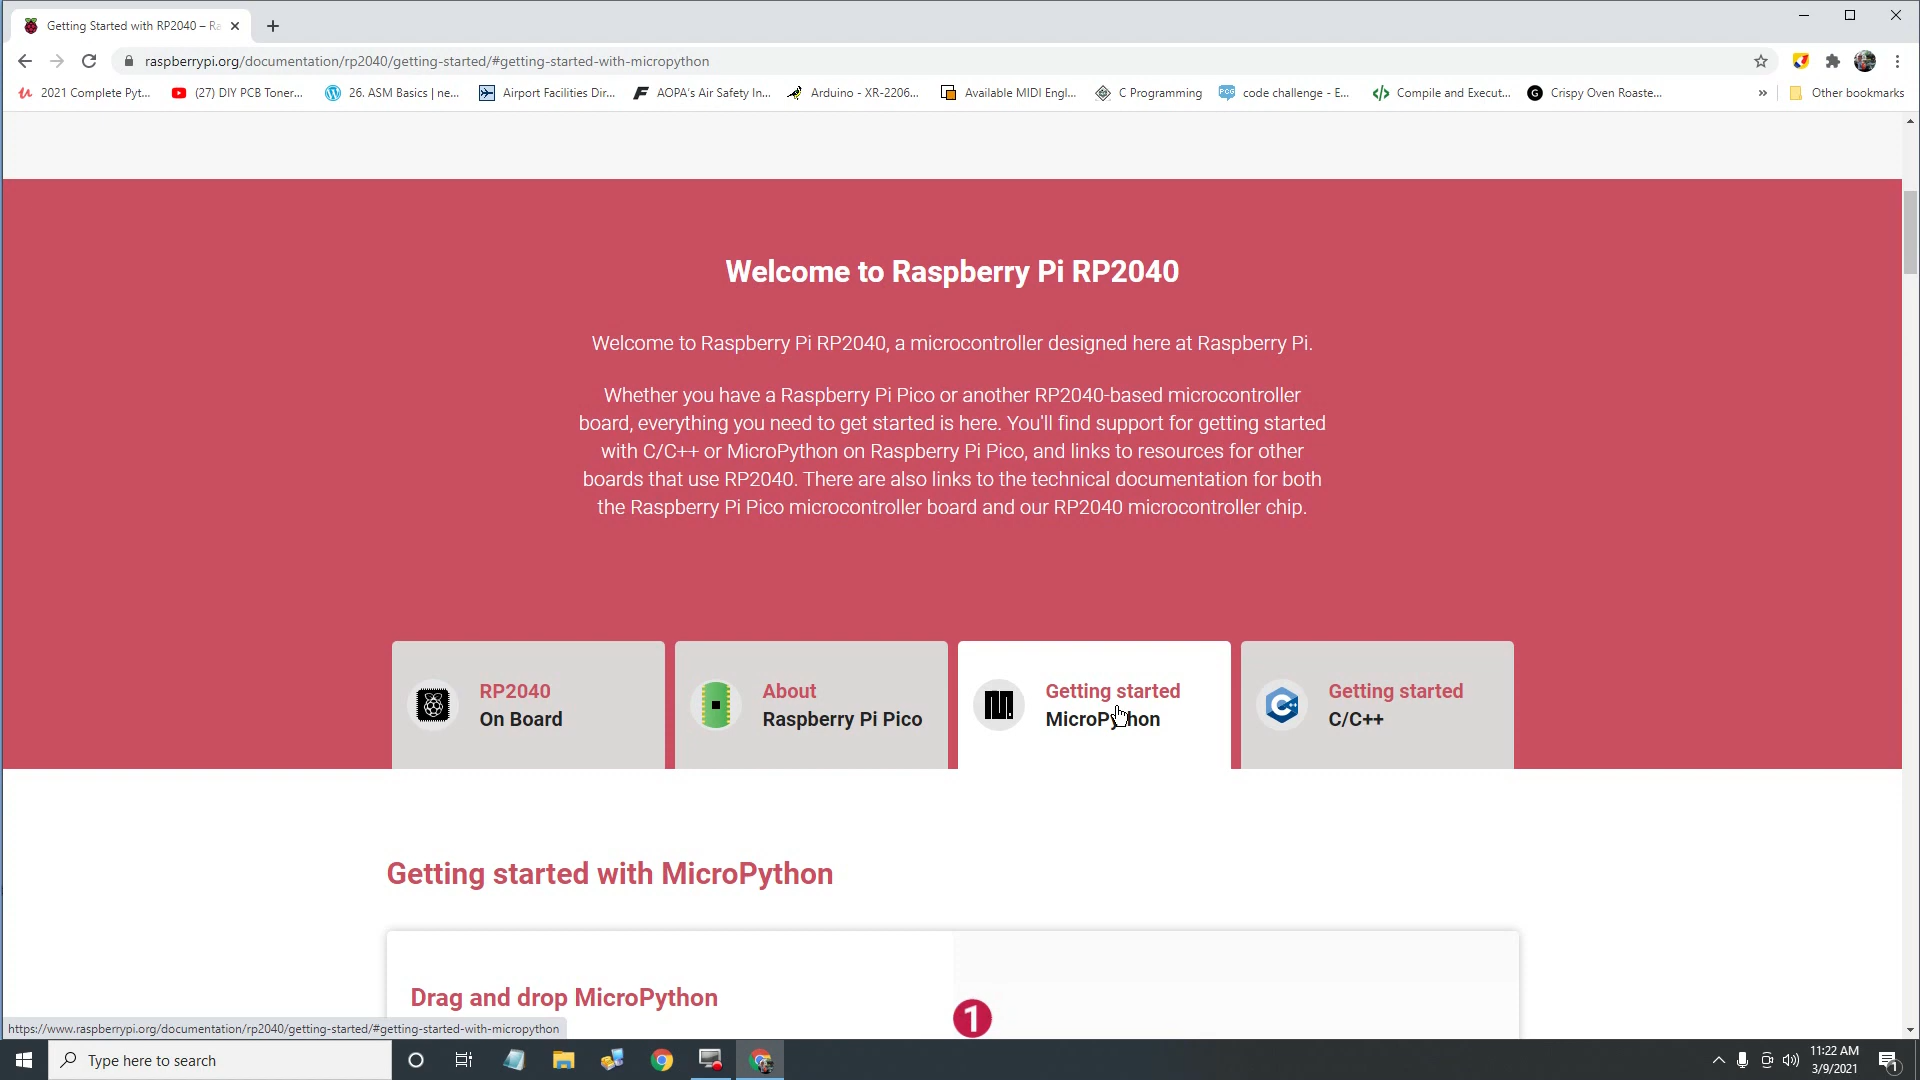 Getting Started with RP2040 – Ra
raspberrypi.org/documentation/rp2040/getting-started/#getting-started-with-micropython
2021 Complete Pyt...
(27) DIY PCB Toner...
26. ASM Basics | ne...
Airport Facilities Dir...
AOPA's Air Safety In...
Arduino - XR-2206...
Available MIDI Engl...
C Programming
PCG
code challenge - E...
Compile and Execut...
G
Crispy Oven Roaste...
»
Other bookmarks
Welcome to Raspberry Pi RP2040
Welcome to Raspberry Pi RP2040, a microcontroller designed here at Raspberry Pi.
Whether you have a Raspberry Pi Pico or another RP2040-based microcontroller
board, everything you need to get started is here. You'll find support for getting started
with C/C++ or MicroPython on Raspberry Pi Pico, and links to resources for other
boards that use RP2040. There are also links to the technical documentation for both
the Raspberry Pi Pico microcontroller board and our RP2040 microcontroller chip.
RP2040
On Board
About
Raspberry Pi Pico
Getting started
MicroPython
C++
Getting started
C/C++
Getting started with MicroPython
Drag and drop MicroPython
1
https://www.raspberrypi.org/documentation/rp2040/getting-started/#getting-started-with-micropython
Type here to search
11:22 AM
3/9/2021
1